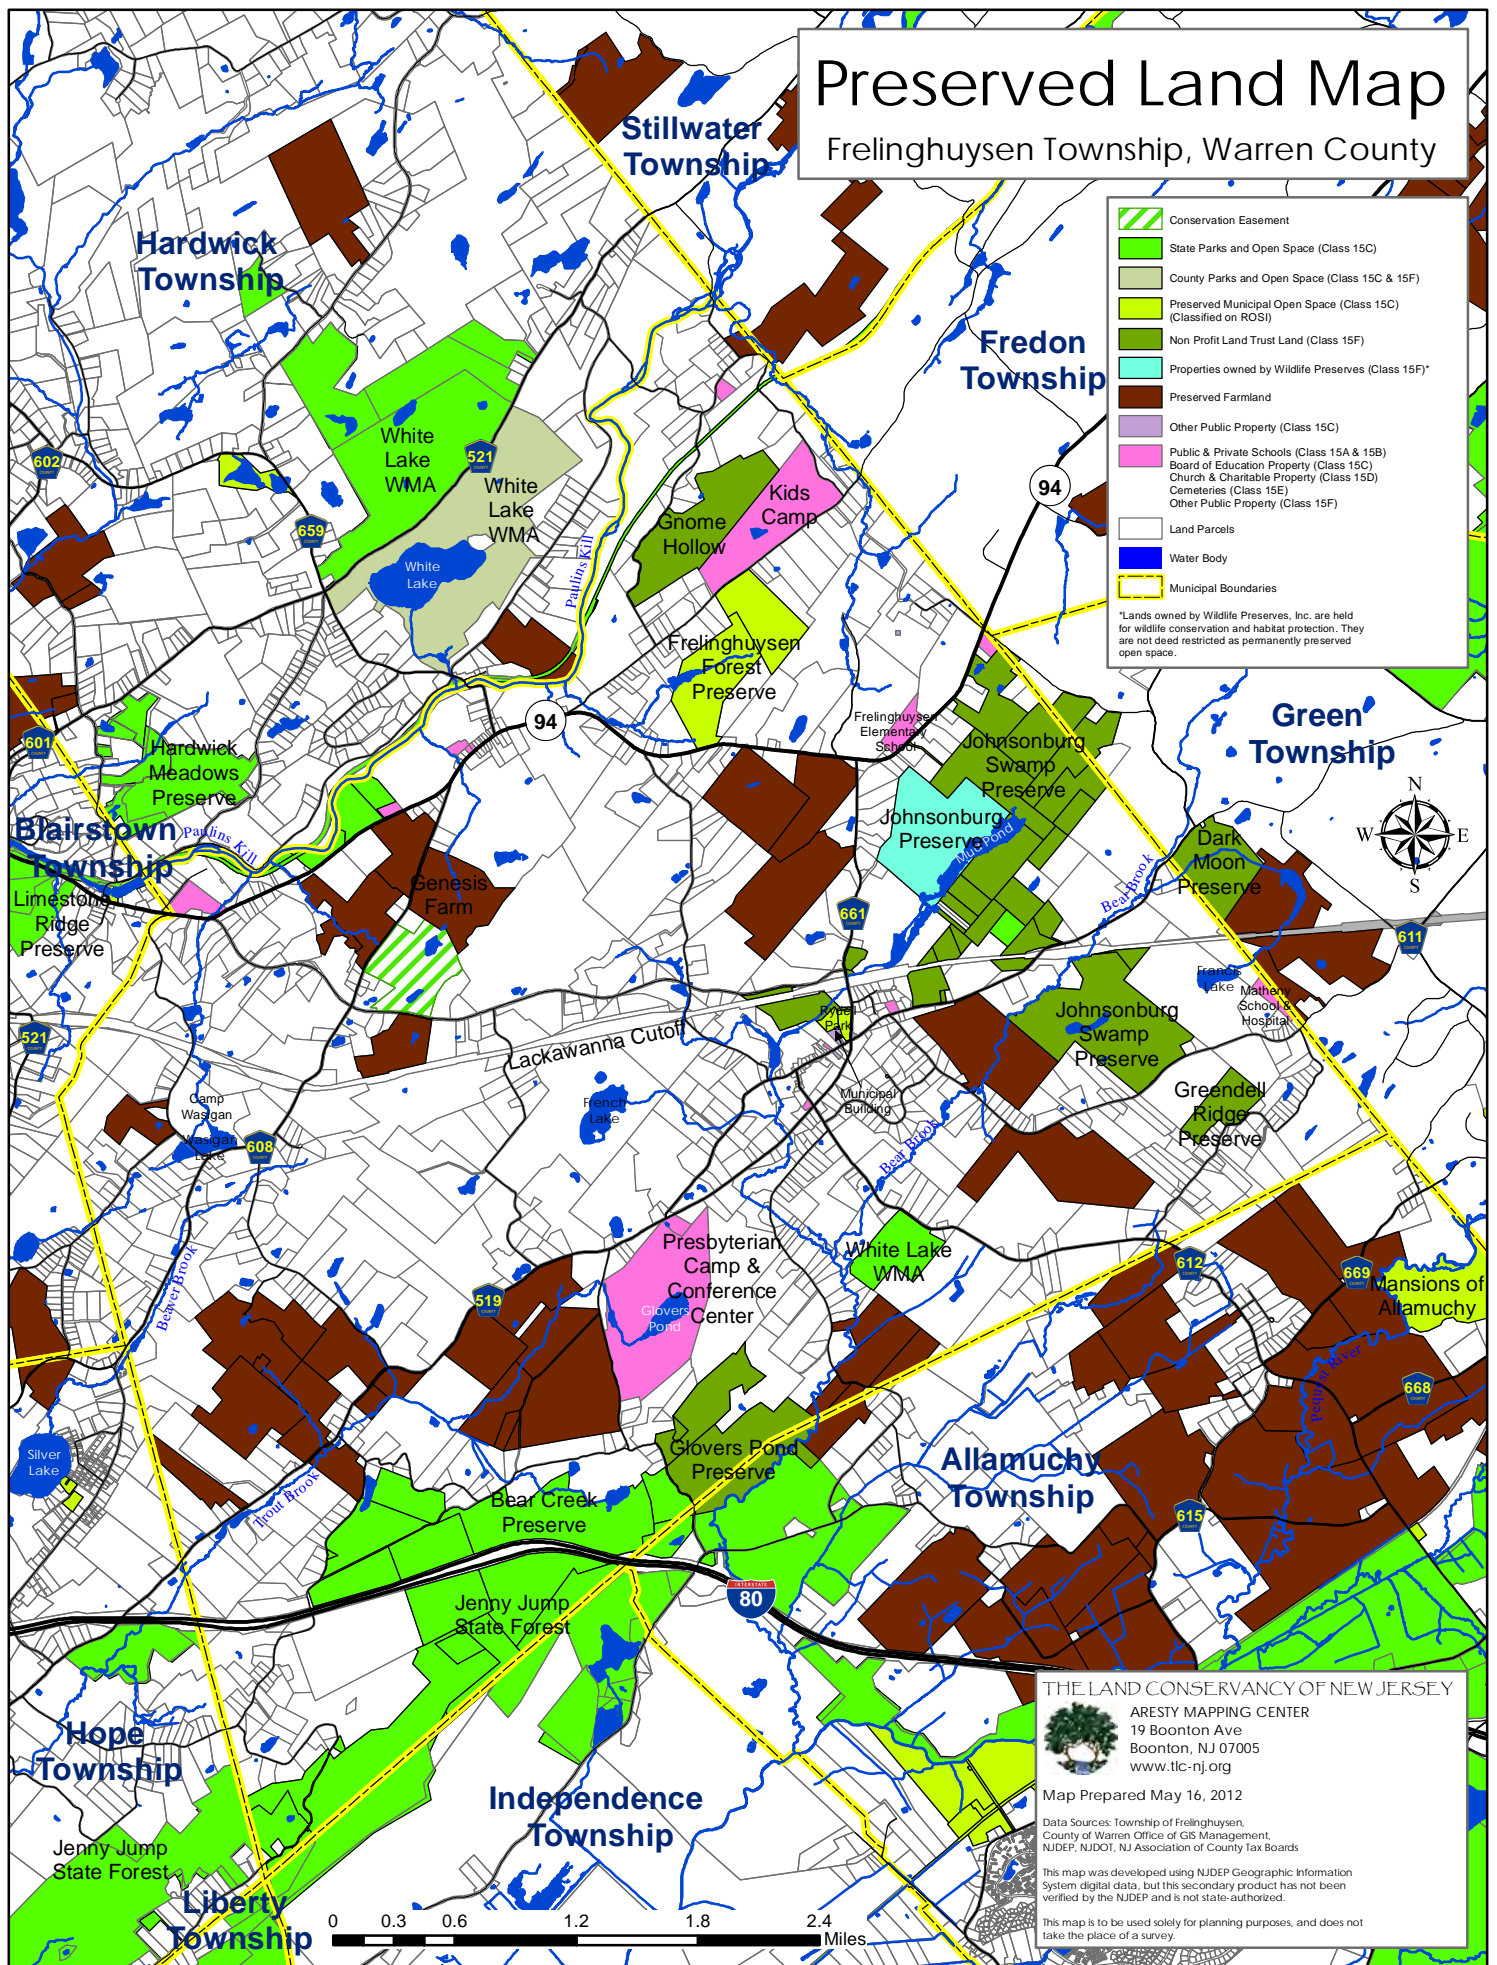 Preserved Land Map
Frelinghuysen Township, Warren County
Conservation Easement
State Parks and Open Space (Class 15C)
County Parks and Open Space (Class 15C & 15F)
Preserved Municipal Open Space (Class 15C)
(Classified on ROSI)
Non Profit Land Trust Land (Class 15F)
Properties owned by Wildlife Preserves (Class 15F)*
Preserved Farmland
Other Public Property (Class 15C)
Public & Private Schools (Class 15A & 15B)
Board of Education Property (Class 15C)
Church & Charitable Property (Class 15D)
Cemeteries (Class 15E)
Other Public Property (Class 15F)
Land Parcels
Water Body
Municipal Boundaries
*Lands owned by Wildlife Preserves, Inc. are held
for wildlife conservation and habitat protection. They
are not deed restricted as permanently preserved
open space.
Stillwater
Township
Hardwick
Township
Fredon
Township
White
Lake
WMA
521
COUNTY
White
Lake
WMA
602
COUNTY
659
COUNTY
White
Lake
Paulins Kill
Kids
Camp
Gnome
Hollow
94
Frelinghuysen
Forest
Preserve
Frelinghuysen
Elementary
School
94
Green
Township
601
COUNTY
Hardwick
Meadows
Preserve
Johnsonburg
Swamp
Preserve
Johnsonburg
Preserve
Mud Pond
N
W
E
S
Blairstown
Township
Paulins Kill
Dark
Moon
Preserve
Bear Brook
Limestone
Ridge
Preserve
Genesis
Farm
661
COUNTY
611
COUNTY
Francis
Lake
Matheny
School &
Hospital
Johnsonburg
Swamp
Preserve
Rydell
Park
521
COUNTY
Lackawanna Cutoff
Camp
Wasigan
Wasigan
Lake
608
COUNTY
French
Lake
Municipal
Building
Bear Brook
Greendell
Ridge
Preserve
Presbyterian
Camp &
Conference
Center
Glovers
Pond
White Lake
WMA
612
COUNTY
669
COUNTY
Mansions of
Allamuchy
Beaver Brook
519
COUNTY
Pequest River
668
COUNTY
Silver
Lake
Glovers Pond
Preserve
Allamuchy
Township
Trout Brook
Bear Creek
Preserve
615
COUNTY
INTERSTATE
80
Jenny Jump
State Forest
Hope
Township
Independence
Township
Jenny Jump
State Forest
Liberty
Township
0 0.3 0.6 1.2 1.8 2.4
Miles
THE LAND CONSERVANCY OF NEW JERSEY
ARESTY MAPPING CENTER
19 Boonton Ave
Boonton, NJ 07005
www.tlc-nj.org
Map Prepared May 16, 2012
Data Sources: Township of Frelinghuysen,
County of Warren Office of GIS Management,
NJDEP, NJDOT, NJ Association of County Tax Boards
This map was developed using NJDEP Geographic Information
System digital data, but this secondary product has not been
verified by the NJDEP and is not state-authorized.
This map is to be used solely for planning purposes, and does not
take the place of a survey.